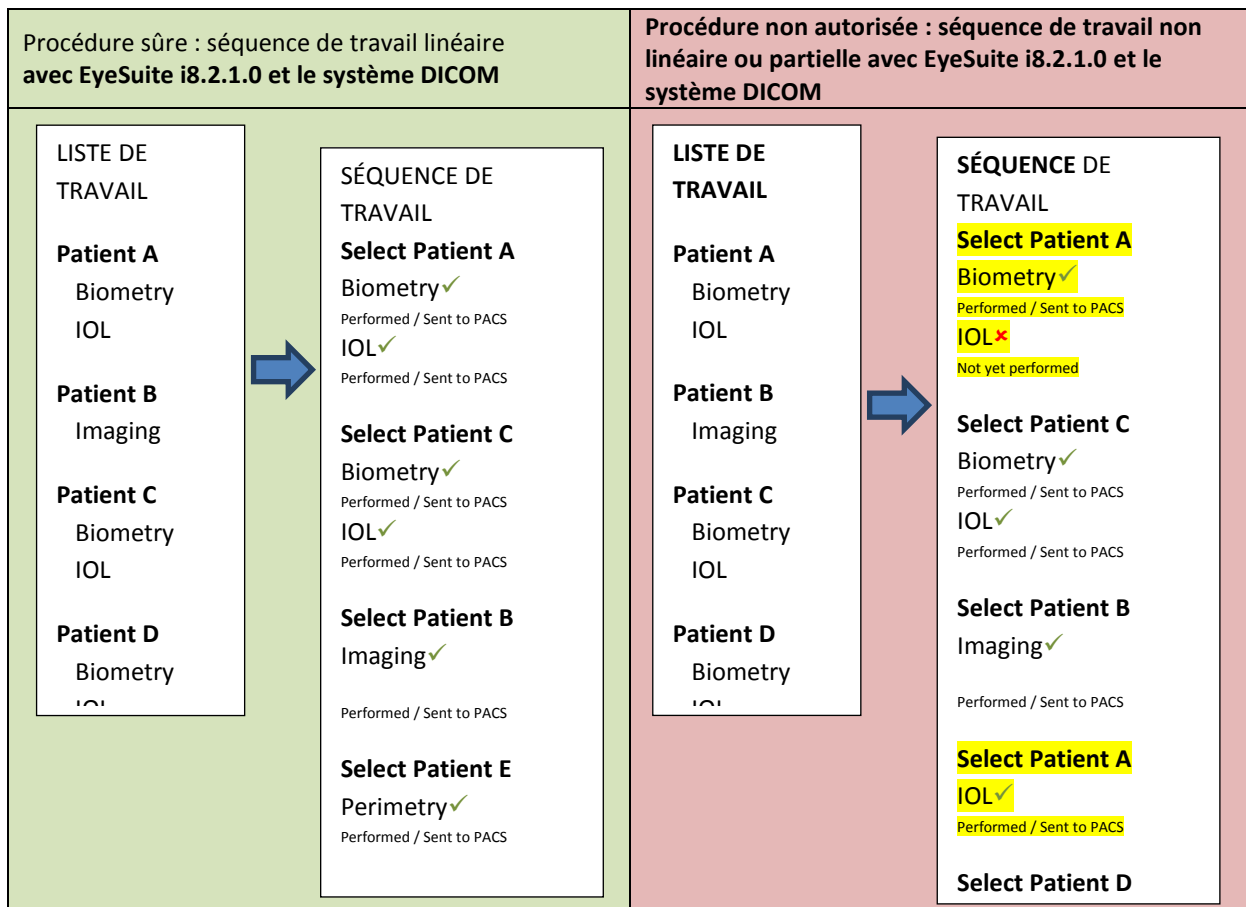 Procédure sûre : séquence de travail linéaire
avec EyeSuite i8.2.1.0 et le système DICOM
Procédure non autorisée : séquence de travail non
linéaire ou partielle avec EyeSuite i8.2.1.0 et le
système DICOM
LISTE DE
TRAVAIL
Patient A
Biometry
IOL
Patient B
Imaging
Patient C
Biometry
IOL
Patient D
Biometry
IOL
SÉQUENCE DE
TRAVAIL
Select Patient A
Biometry✓
Performed / Sent to PACS
IOL✓
Performed / Sent to PACS
Select Patient C
Biometry✓
Performed / Sent to PACS
IOL✓
Performed / Sent to PACS
Select Patient B
Imaging✓
Performed / Sent to PACS
Select Patient E
Perimetry✓
Performed / Sent to PACS
LISTE DE
TRAVAIL
Patient A
Biometry
IOL
Patient B
Imaging
Patient C
Biometry
IOL
Patient D
Biometry
IOL
SÉQUENCE DE
TRAVAIL
Select Patient A
Biometry✓
Performed / Sent to PACS
IOL✘
Not yet performed
Select Patient C
Biometry✓
Performed / Sent to PACS
IOL✓
Performed / Sent to PACS
Select Patient B
Imaging✓
Performed / Sent to PACS
Select Patient A
IOL✓
Performed / Sent to PACS
Select Patient D